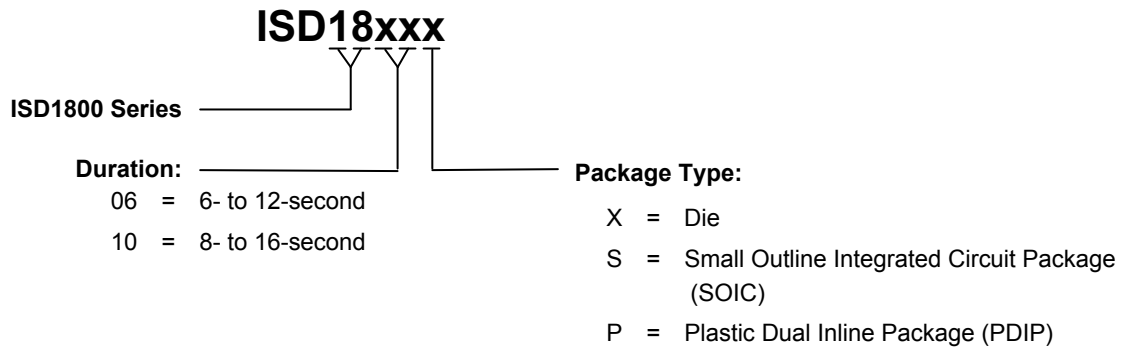 ISD18xxx
ISD1800 Series
Duration:
06 = 6- to 12-second
10 = 8- to 16-second
Package Type:
X = Die
S = Small Outline Integrated Circuit Package
(SOIC)
P = Plastic Dual Inline Package (PDIP)